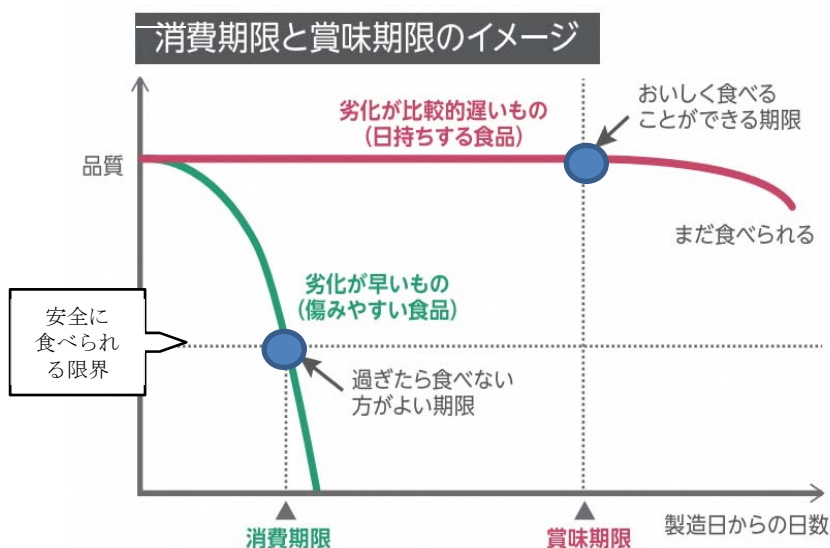 消費期限と賞味期限のイメージ
おいしく食べる
ことができる期限
劣化が比較的遅いもの
(日持ちする食品)
品質
まだ食べられる
劣化が早いもの
(傷みやすい食品)
安全に
食べられ
る限界
過ぎたら食べない
方がよい期限
消費期限
賞味期限
製造日からの日数